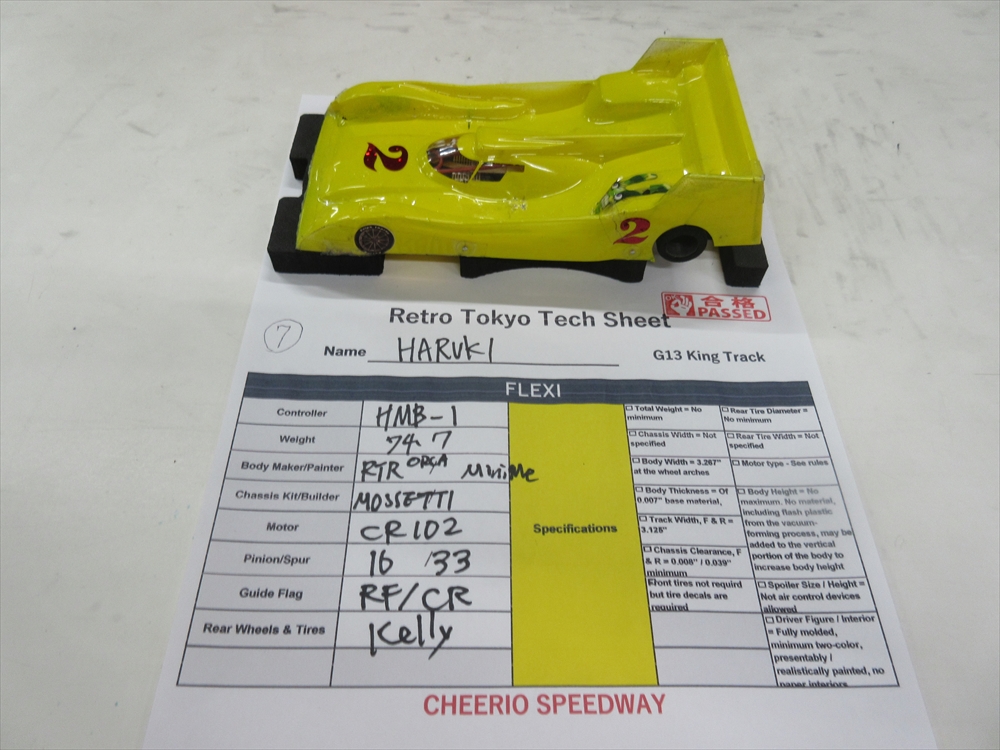 2
2
合格
PASSED
Retro Tokyo Tech Sheet
7
Name HARUKI
G13 King Track
FLEXI
Controller HMB-1
Weight 74.7
Body Maker/Painter RTR ORCA MiniMe
Chassis Kit/Builder MOSSETTI
Motor CR102
Pinion/Spur 16 /33
Guide Flag RF/CR
Rear Wheels & Tires Kelly
Specifications
Total Weight = No
minimum
Rear Tire Diameter =
No minimum
Chassis Width = Not
specified
Rear Tire Width = Not
specified
Body Width = 3.267"
at the wheel arches
Motor type - See rules
Body Thickness = Of
0.007" base material,
Body Height = No
maximum. No material,
including flash plastic
from the vacuum-
forming process, may be
added to the vertical
portion of the body to
increase body height
Track Width, F & R =
3.125"
Chassis Clearance, F
& R = 0.008" / 0.039"
minimum
Front tires not requird
but tire decals are
required
Spoiler Size / Height =
Not air control devices
allowed
Driver Figure / Interior
= Fully molded,
minimum two-color,
presentably /
realistically painted, no
paper interiors
CHEERIO SPEEDWAY